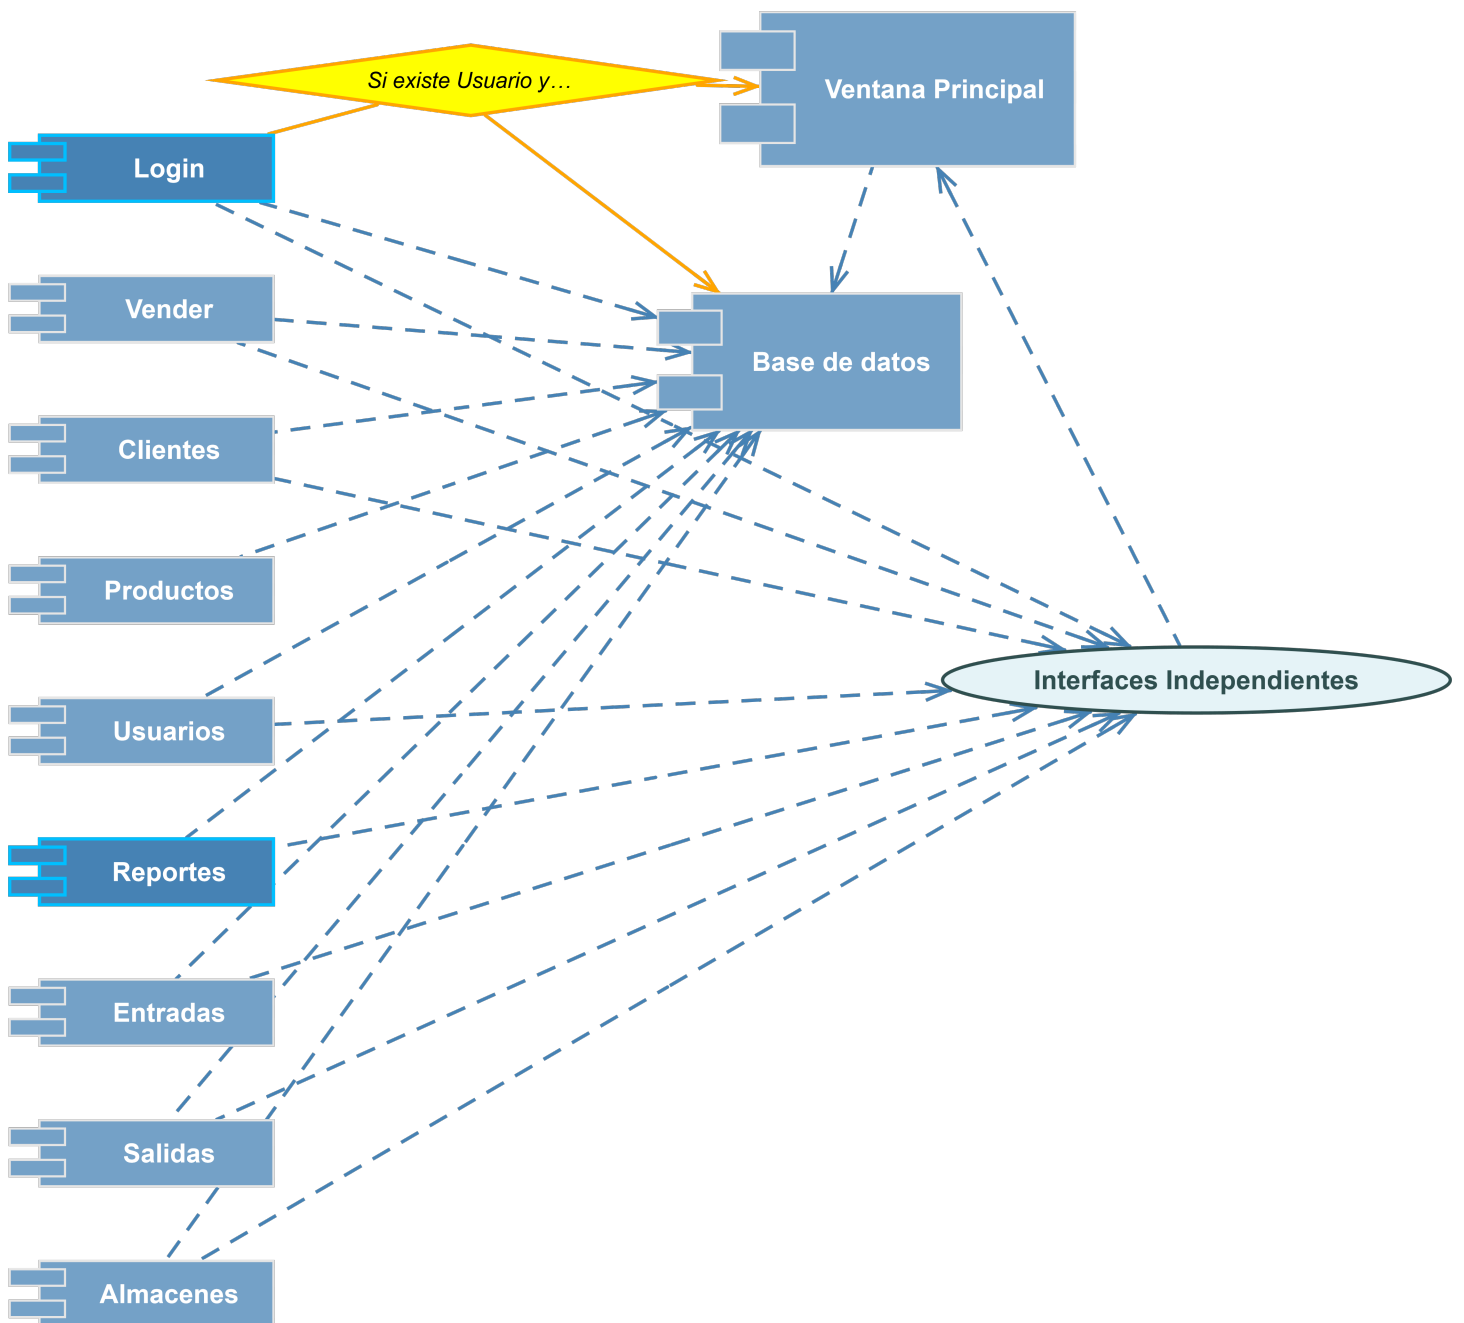 Si existe Usuario y…
Ventana Principal
Login
Vender
Base de datos
Clientes
Productos
Interfaces Independientes
Usuarios
Reportes
Entradas
Salidas
Almacenes